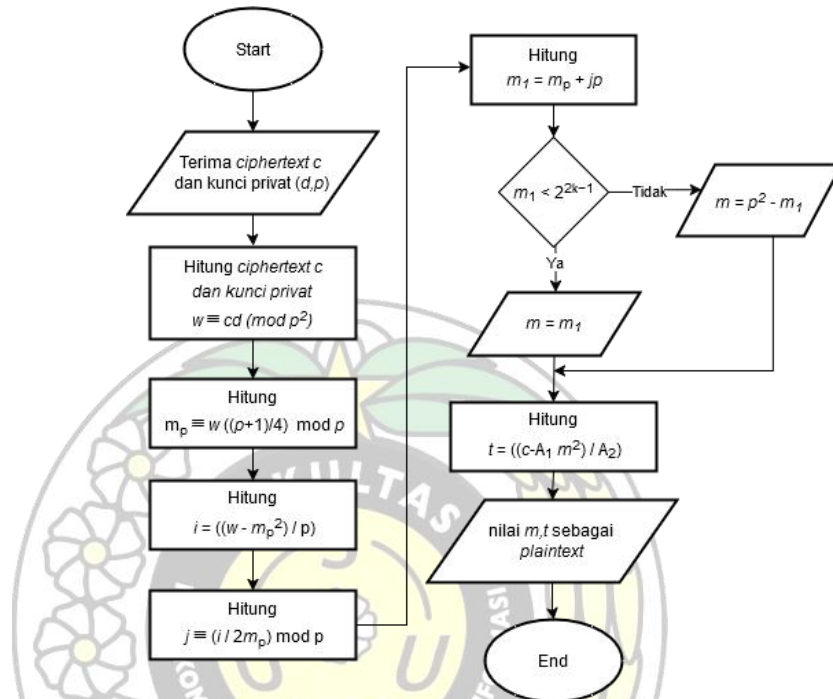 Start
Terima ciphertext c
dan kunci privat (d,p)
Hitung ciphertext c
dan kunci privat
w ≡ cd (mod p²)
Hitung
mₚ ≡ w ((p+1)/4) mod p
Hitung
i = ((w - mₚ²) / p)
Hitung
j ≡ (i / 2mₚ) mod p
Hitung
m₁ = mₚ + jp
m₁ < 2²ᵏ⁻¹
Tidak
m = p² - m₁
Ya
m = m₁
Hitung
t = ((c-A₁ m²) / A₂)
nilai m,t sebagai
plaintext
End